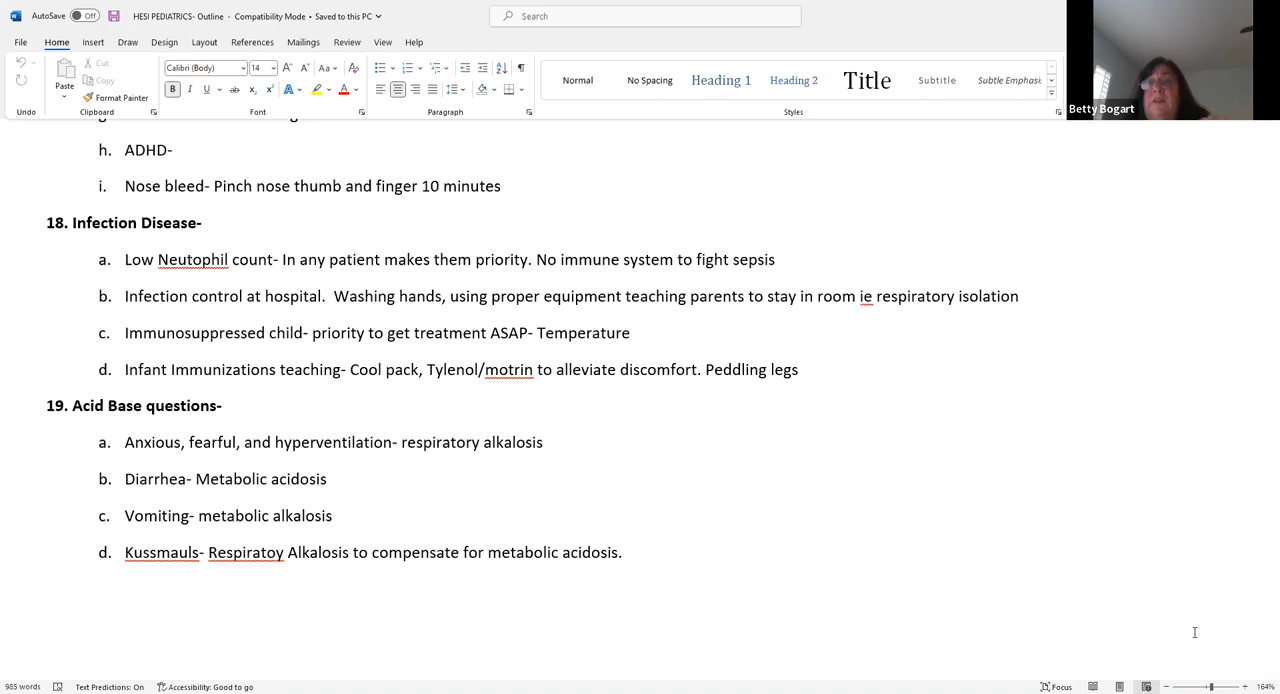 AutoSave Off HESI PEDIATRICS- Outline - Compatibility Mode • Saved to this PC Search
File Home Insert Draw Design Layout References Mailings Review View Help
Paste Cut Copy Format Painter
Calibri (Body) 14 Aa
B I U ab x₂ x² A A
Normal No Spacing Heading 1 Heading 2 Title Subtitle Subtle Emphasi
Undo Clipboard Font Paragraph Styles
Betty Bogart
h. ADHD-
i. Nose bleed- Pinch nose thumb and finger 10 minutes
18. Infection Disease-
a. Low Neutophil count- In any patient makes them priority. No immune system to fight sepsis
b. Infection control at hospital. Washing hands, using proper equipment teaching parents to stay in room ie respiratory isolation
c. Immunosuppressed child- priority to get treatment ASAP- Temperature
d. Infant Immunizations teaching- Cool pack, Tylenol/motrin to alleviate discomfort. Peddling legs
19. Acid Base questions-
a. Anxious, fearful, and hyperventilation- respiratory alkalosis
b. Diarrhea- Metabolic acidosis
c. Vomiting- metabolic alkalosis
d. Kussmauls- Respiratoy Alkalosis to compensate for metabolic acidosis.
985 words Text Predictions: On Accessibility: Good to go Focus 164%